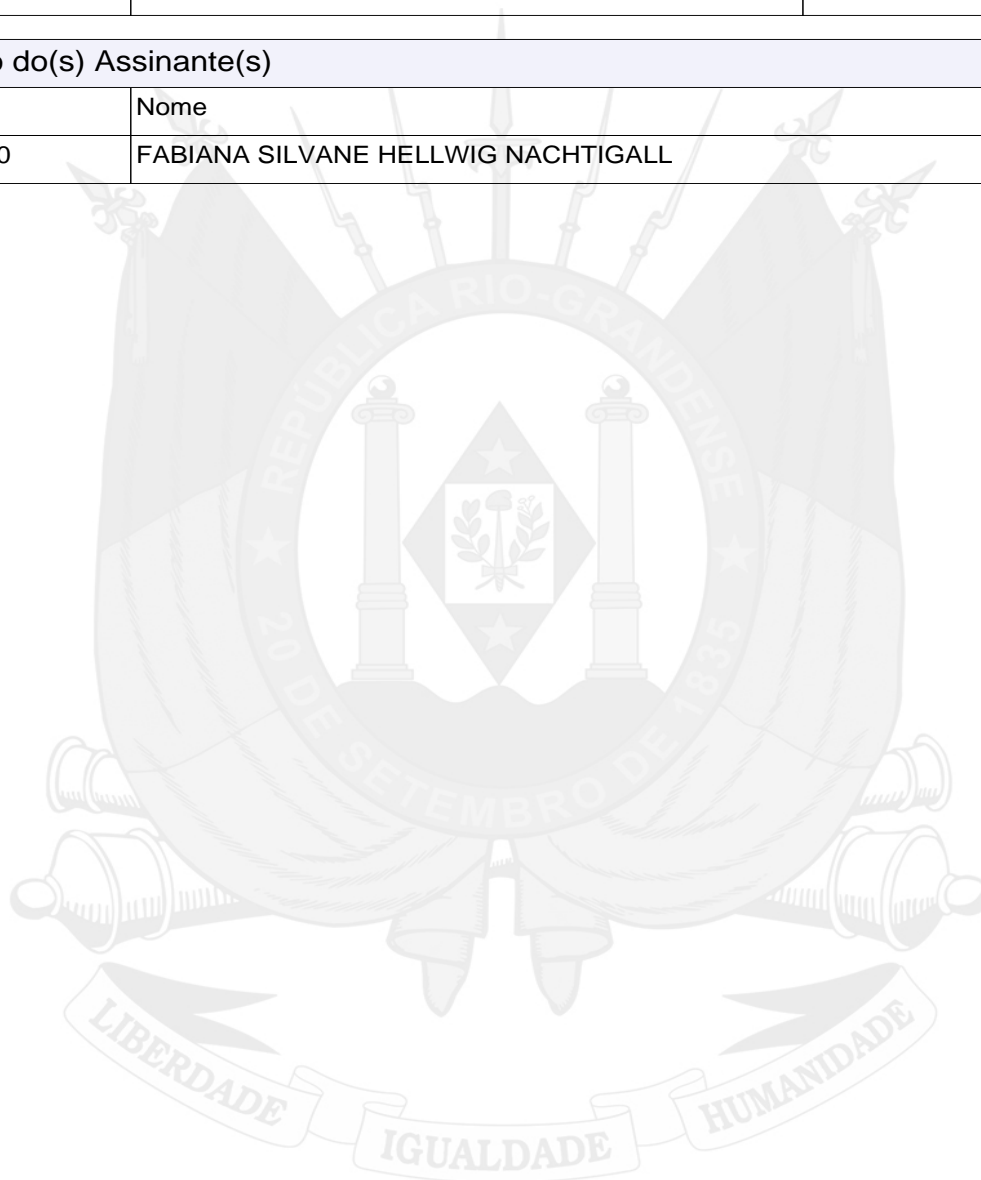 o do(s) Assinante(s)
Nome
0 FABIANA SILVANE HELLWIG NACHTIGALL
REPÚBLICA RIO-GRANDENSE
★ 20 DE SETEMBRO DE 1835 ★
LIBERDADE IGUALDADE HUMANIDADE